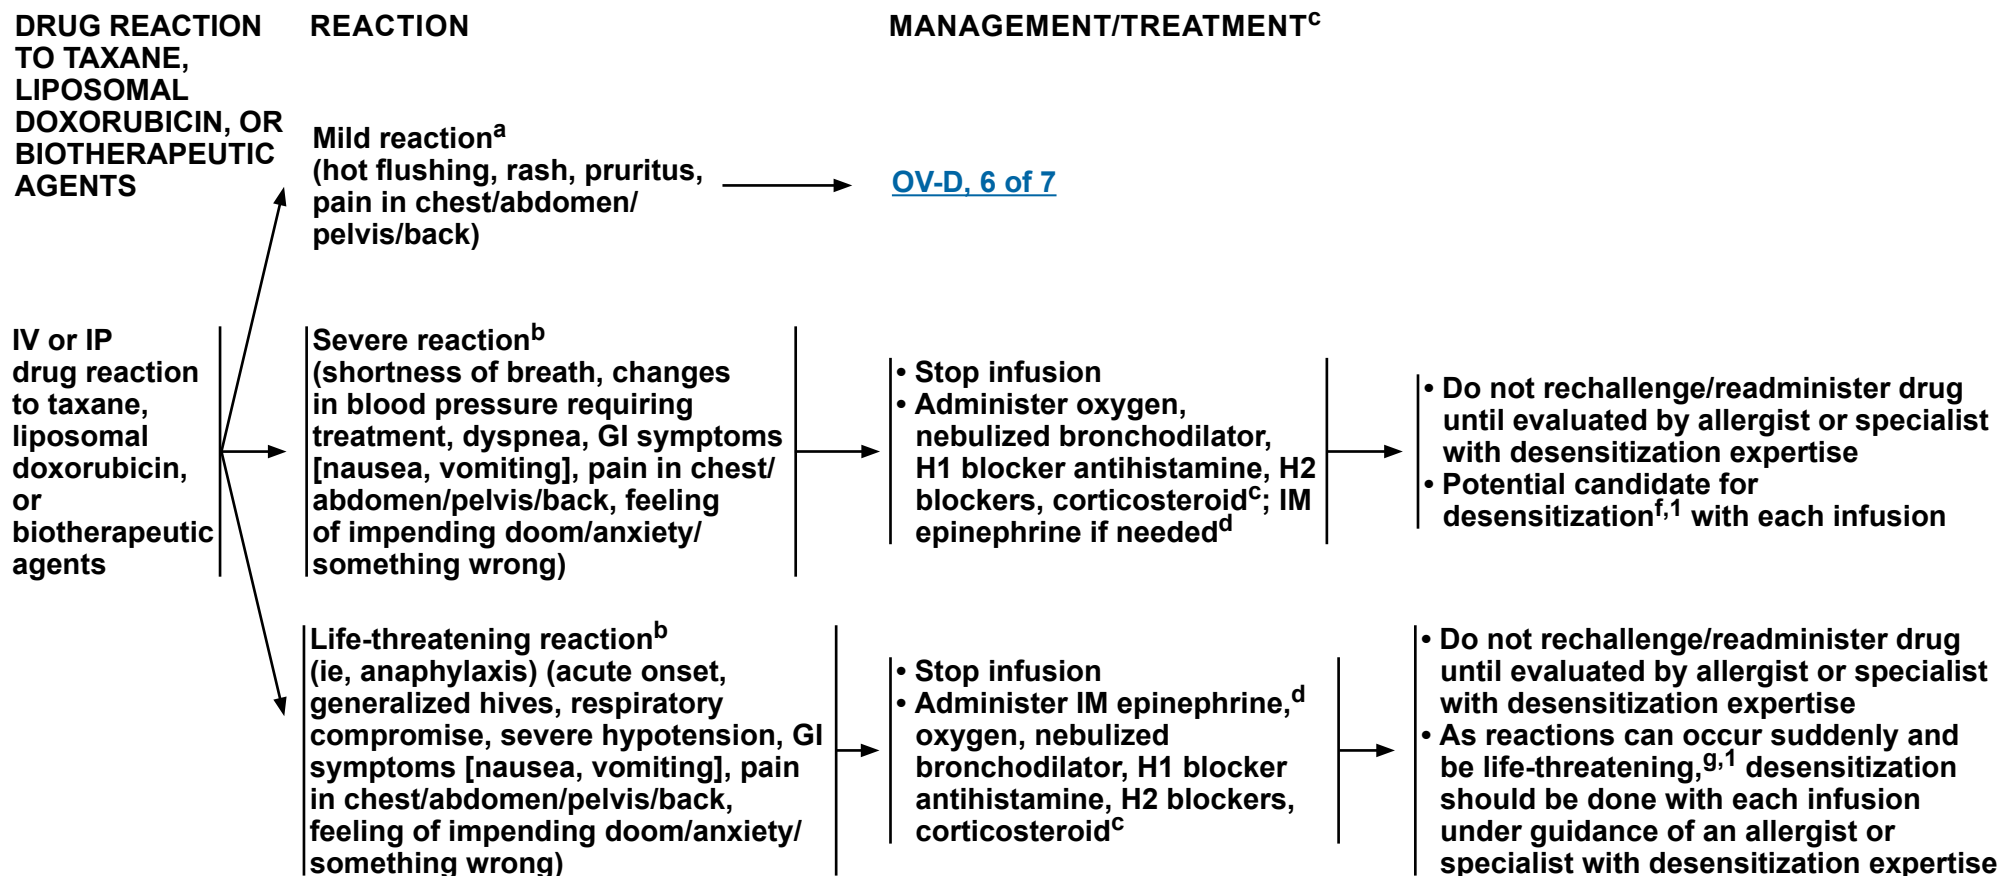 DRUG REACTION
TO TAXANE,
LIPOSOMAL
DOXORUBICIN, OR
BIOTHERAPEUTIC
AGENTS
REACTION
MANAGEMENT/TREATMENTc
Mild reactiona
(hot flushing, rash, pruritus,
pain in chest/abdomen/
pelvis/back)
OV-D, 6 of 7
IV or IP
drug reaction
to taxane,
liposomal
doxorubicin,
or
biotherapeutic
agents
Severe reactionb
(shortness of breath, changes
in blood pressure requiring
treatment, dyspnea, GI symptoms
[nausea, vomiting], pain in chest/
abdomen/pelvis/back, feeling
of impending doom/anxiety/
something wrong)
• Stop infusion
• Administer oxygen,
nebulized bronchodilator,
H1 blocker antihistamine, H2
blockers, corticosteroidc; IM
epinephrine if neededd
• Do not rechallenge/readminister drug
until evaluated by allergist or specialist
with desensitization expertise
• Potential candidate for
desensitizationf,1 with each infusion
Life-threatening reactionb
(ie, anaphylaxis) (acute onset,
generalized hives, respiratory
compromise, severe hypotension, GI
symptoms [nausea, vomiting], pain
in chest/abdomen/pelvis/back,
feeling of impending doom/anxiety/
something wrong)
• Stop infusion
• Administer IM epinephrine,d
oxygen, nebulized
bronchodilator, H1 blocker
antihistamine, H2 blockers,
corticosteroidc
• Do not rechallenge/readminister drug
until evaluated by allergist or specialist
with desensitization expertise
• As reactions can occur suddenly and
be life-threatening,g,1 desensitization
should be done with each infusion
under guidance of an allergist or
specialist with desensitization expertise